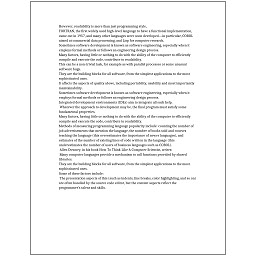 However, readability is more than just programming style.
FORTRAN, the first widely used high-level language to have a functional implementation,
came out in 1957, and many other languages were soon developed—in particular, COBOL
aimed at commercial data processing, and Lisp for computer research.
Sometimes software development is known as software engineering, especially when it
employs formal methods or follows an engineering design process.
Many factors, having little or nothing to do with the ability of the computer to efficiently
compile and execute the code, contribute to readability.
This can be a non-trivial task, for example as with parallel processes or some unusual
software bugs.
They are the building blocks for all software, from the simplest applications to the most
sophisticated ones.
It affects the aspects of quality above, including portability, usability and most importantly
maintainability.
Sometimes software development is known as software engineering, especially when it
employs formal methods or follows an engineering design process.
Integrated development environments (IDEs) aim to integrate all such help.
Whatever the approach to development may be, the final program must satisfy some
fundamental properties.
Many factors, having little or nothing to do with the ability of the computer to efficiently
compile and execute the code, contribute to readability.
Methods of measuring programming language popularity include: counting the number of
job advertisements that mention the language, the number of books sold and courses
teaching the language (this overestimates the importance of newer languages), and
estimates of the number of existing lines of code written in the language (this
underestimates the number of users of business languages such as COBOL).
Allen Downey, in his book How To Think Like A Computer Scientist, writes:
Many computer languages provide a mechanism to call functions provided by shared
libraries.
They are the building blocks for all software, from the simplest applications to the most
sophisticated ones.
Some of these factors include:
The presentation aspects of this (such as indents, line breaks, color highlighting, and so on)
are often handled by the source code editor, but the content aspects reflect the
programmer's talent and skills.